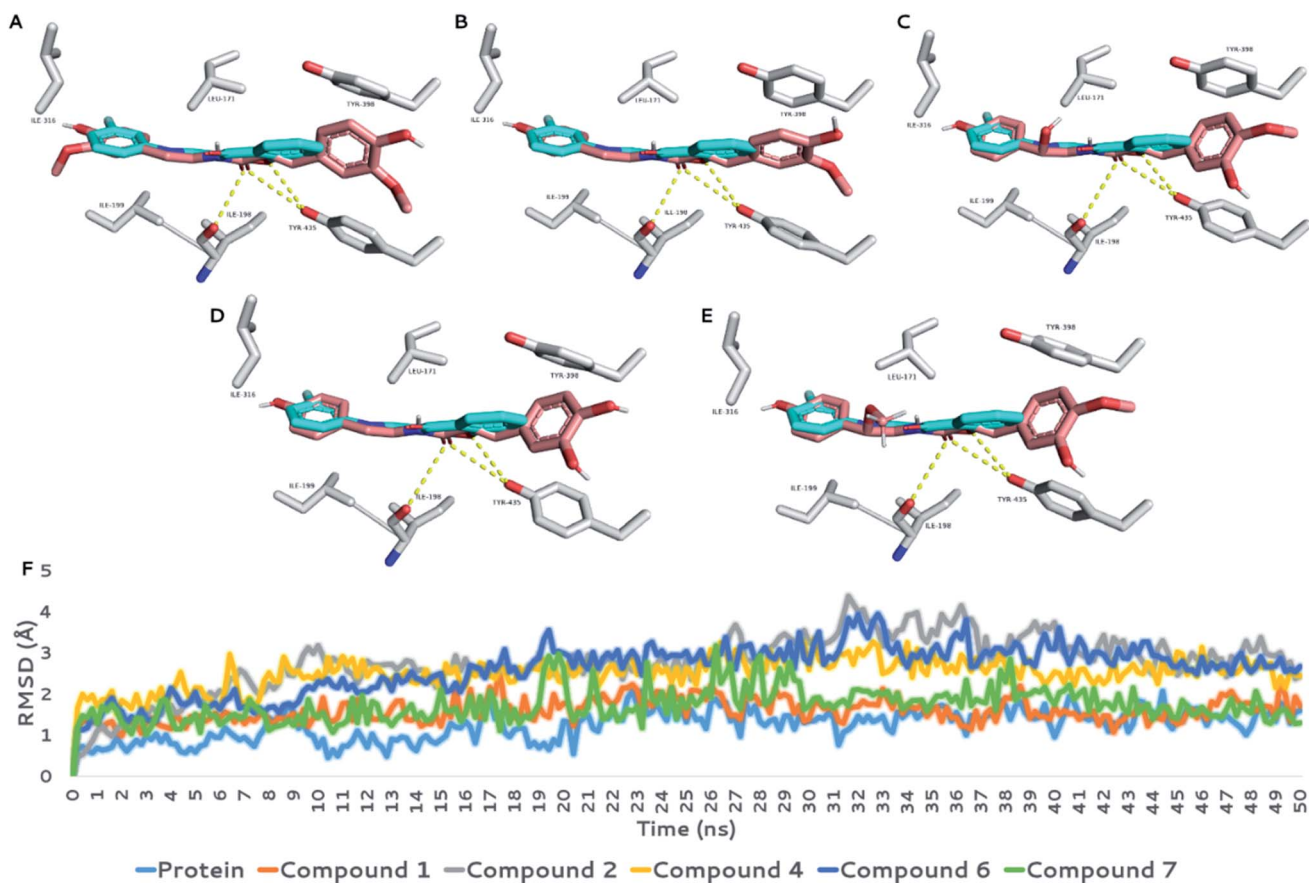 A
ILE-316
LEU-171
TYR-398
ILE-199
ILE-198
TYR-435
B
ILE 316
LEU-171
TYR-398
ILE-199
ILE-198
TYR-435
C
ILE-316
LEU-171
TYR-398
ILE-199
ILE-198
TYR-435
D
ILE-316
LEU-171
TYR-398
ILE-199
ILE-198
TYR-435
E
ILE-316
LEU-171
TYR-398
ILE-199
ILE-198
TYR-435
F
RMSD (Å)
5
4
3
2
1
0
0 1 2 3 4 5 6 7 8 9 10 11 12 13 14 15 16 17 18 19 20 21 22 23 24 25 26 27 28 29 30 31 32 33 34 35 36 37 38 39 40 41 42 43 44 45 46 47 48 49 50
Time (ns)
Protein Compound 1 Compound 2 Compound 4 Compound 6 Compound 7